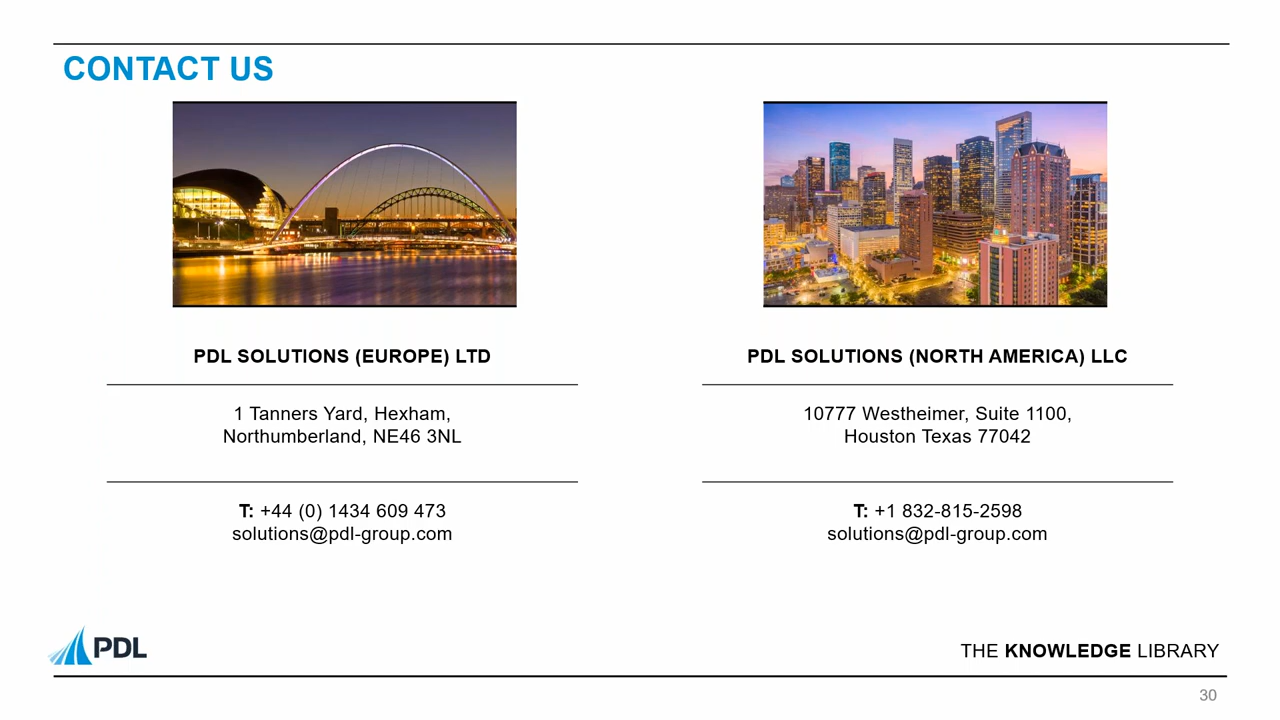 CONTACT US
PDL SOLUTIONS (EUROPE) LTD
1 Tanners Yard, Hexham,
Northumberland, NE46 3NL
T: +44 (0) 1434 609 473
solutions@pdl-group.com
PDL SOLUTIONS (NORTH AMERICA) LLC
10777 Westheimer, Suite 1100,
Houston Texas 77042
T: +1 832-815-2598
solutions@pdl-group.com
PDL
THE KNOWLEDGE LIBRARY
30